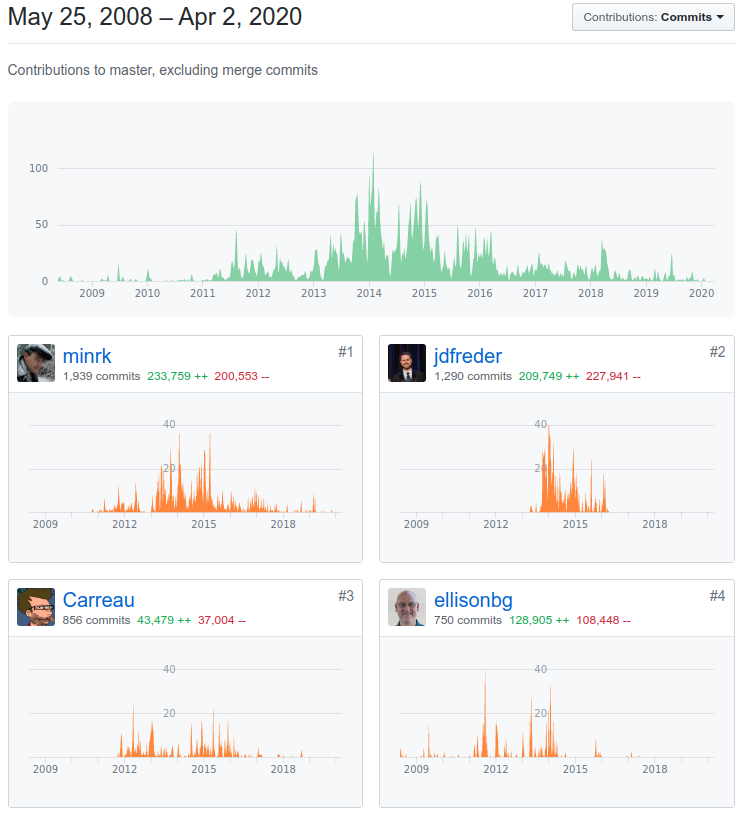 May 25, 2008 – Apr 2, 2020
Contributions: Commits
Contributions to master, excluding merge commits
100
50
0
2009 2010 2011 2012 2013 2014 2015 2016 2017 2018 2019 2020
minrk #1
1,939 commits 233,759 ++ 200,553 --
40
20
2009 2012 2015 2018
jdfreder #2
1,290 commits 209,749 ++ 227,941 --
40
20
2009 2012 2015 2018
Carreau #3
856 commits 43,479 ++ 37,004 --
40
20
2009 2012 2015 2018
ellisonbg #4
750 commits 128,905 ++ 108,448 --
40
20
2009 2012 2015 2018